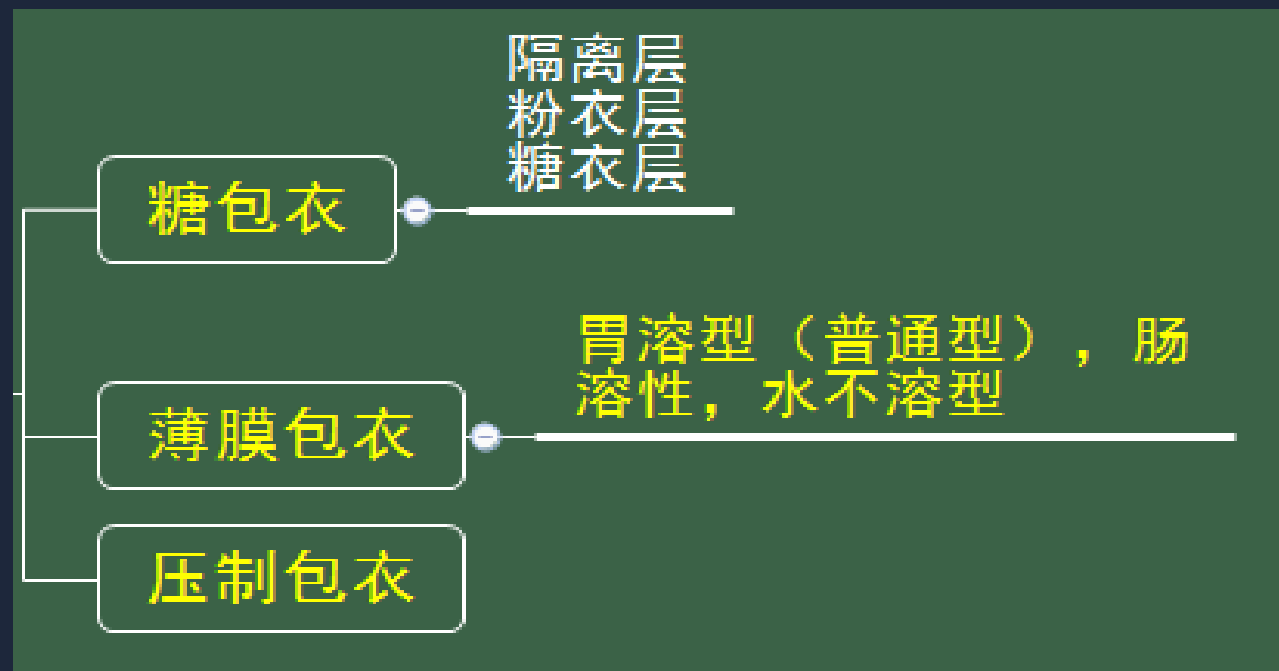 隔离层
粉衣层
糖衣层
糖包衣
胃溶型（普通型），肠
溶性，水不溶型
薄膜包衣
压制包衣